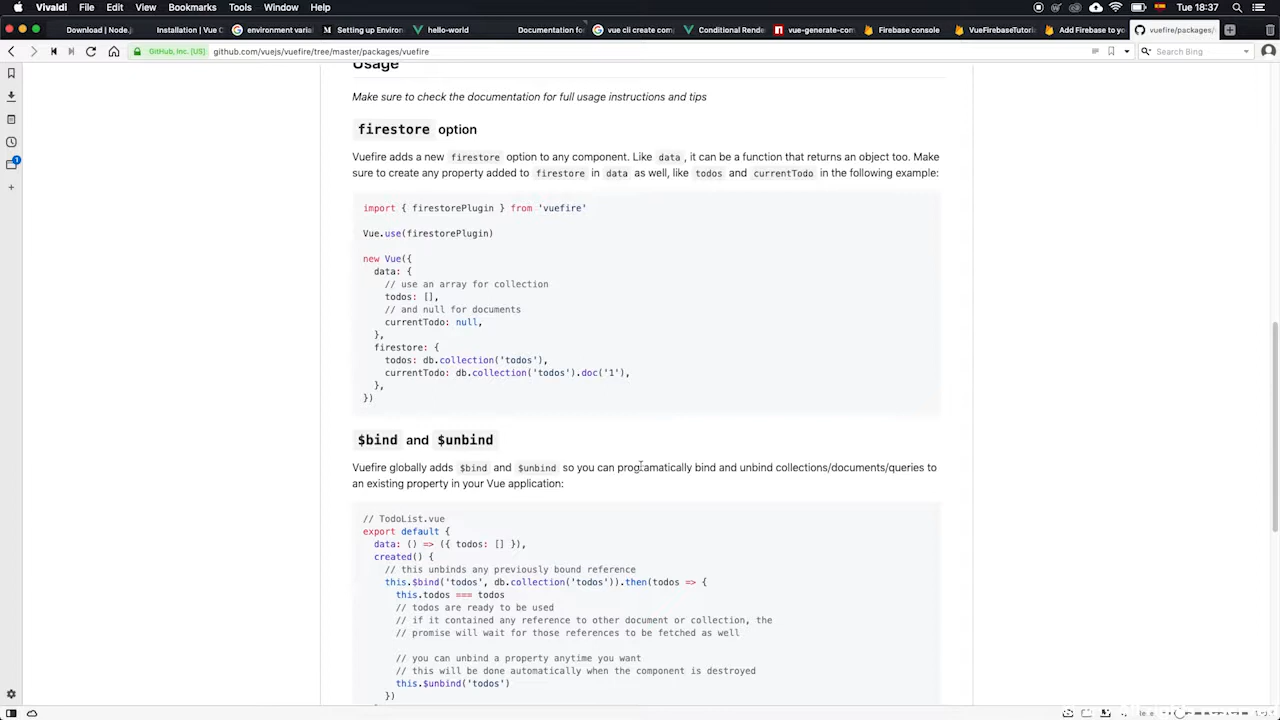 Vivaldi File Edit View Bookmarks Tools Window Help Tue 18:37
Download | Node.j Installation | Vue C environment varia vue cli create com hello-world Documentation fo vue cli create com Conditional Rende vue-generate-com Firebase console VueFirebaseTutori Add Firebase to yo vuefire/packages/
GitHub, Inc. [US] github.com/vuejs/vuefire/tree/master/packages/vuefire Search Bing
1
Usage
Make sure to check the documentation for full usage instructions and tips
firestore option
Vuefire adds a new firestore option to any component. Like data , it can be a function that returns an object too. Make
sure to create any property added to firestore in data as well, like todos and currentTodo in the following example:
import { firestorePlugin } from 'vuefire'
Vue.use(firestorePlugin)
new Vue({
data: {
// use an array for collection
todos: [],
// and null for documents
currentTodo: null,
},
firestore: {
todos: db.collection('todos'),
currentTodo: db.collection('todos').doc('1'),
},
})
$bind and $unbind
Vuefire globally adds $bind and $unbind so you can programatically bind and unbind collections/documents/queries to
an existing property in your Vue application:
// TodoList.vue
export default {
data: () => ({ todos: [] }),
created() {
// this unbinds any previously bound reference
this.$bind('todos', db.collection('todos')).then(todos => {
this.todos === todos
// todos are ready to be used
// if it contained any reference to other document or collection, the
// promise will wait for those references to be fetched as well
// you can unbind a property anytime you want
// this will be done automatically when the component is destroyed
this.$unbind('todos')
})